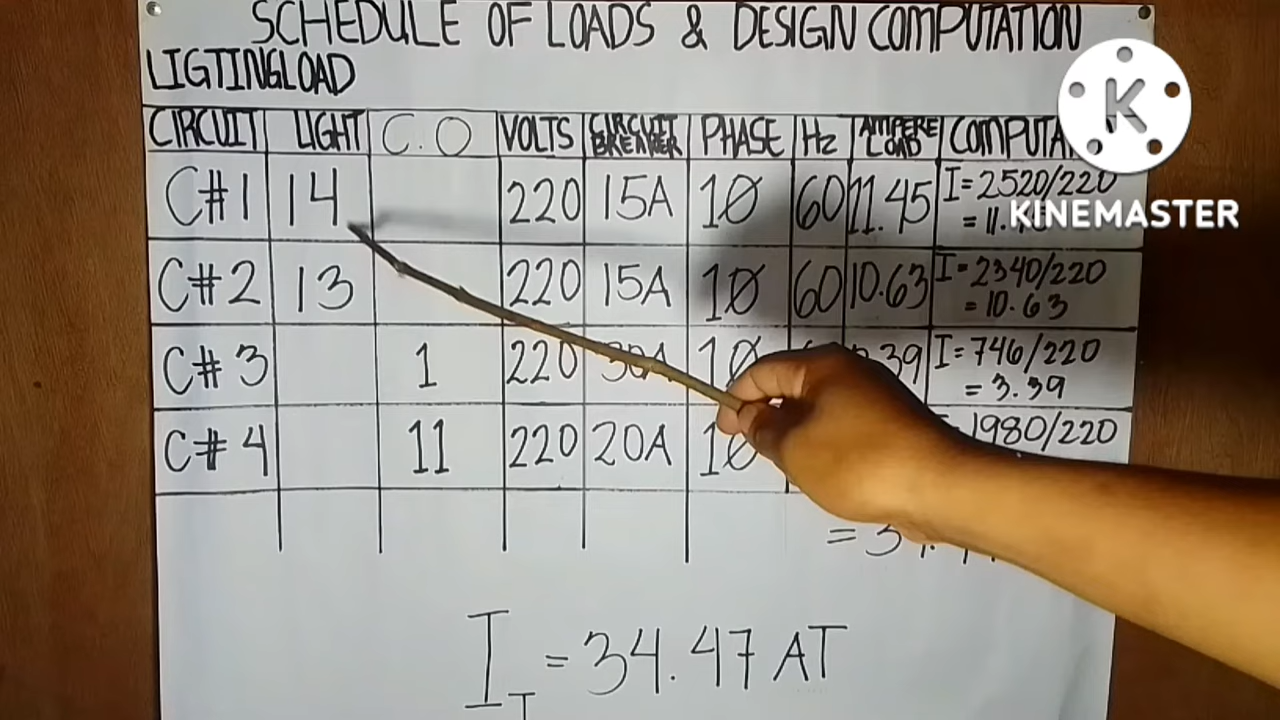 SCHEDULE OF LOADS & DESIGN COMPUTATION
LIGTINGLOAD
CIRCUIT LIGHT C.O VOLTS CIRCUIT BREAKER PHASE Hz AMPERE LOAD
C#1 14 220 15A 1Ø 60 11.45 I=2520/220
C#2 13 220 15A 1Ø 60 10.63 I=2340/220
= 10.63
C#3 1 220 30A 1Ø I=746/220
= 3.39
C#4 11 220 20A 1Ø 1980/220
I_T = 34.47 AT
K
KINEMASTER